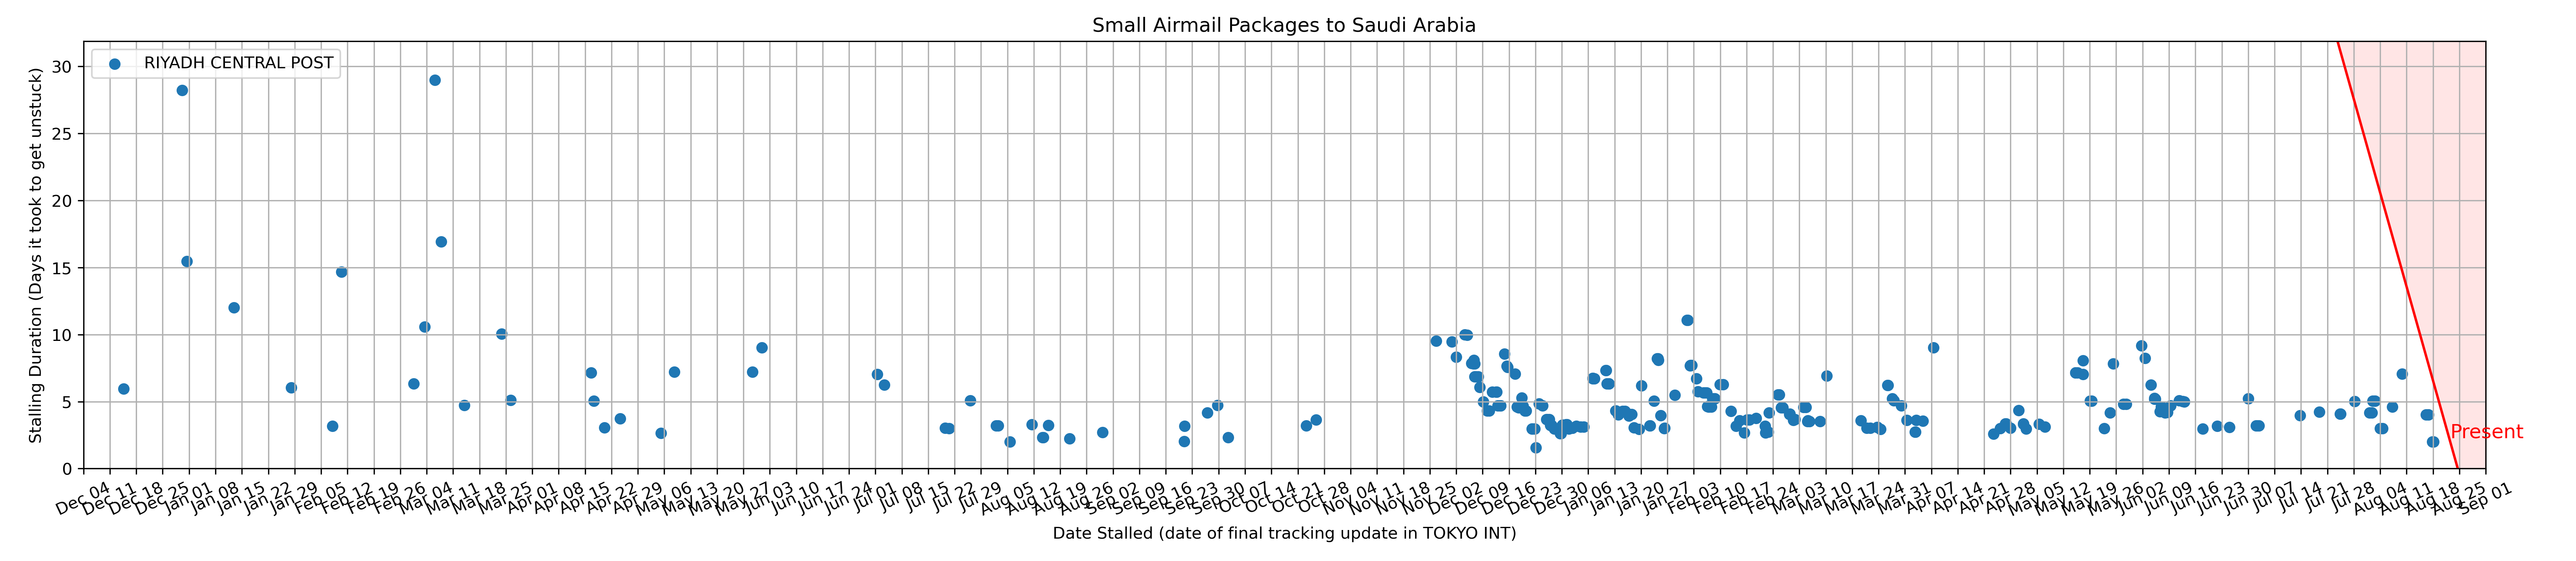 Small Airmail Packages to Saudi Arabia
RIYADH CENTRAL POST
Stalling Duration (Days it took to get unstuck)
30
25
20
15
10
5
0
Present
Dec 04 Dec 11 Dec 18 Dec 25 Jan 01 Jan 08 Jan 15 Jan 22 Jan 29 Feb 05 Feb 12 Feb 19 Feb 26 Mar 04 Mar 11 Mar 18 Mar 25 Apr 01 Apr 08 Apr 15 Apr 22 Apr 29 May 06 May 13 May 20 May 27 Jun 03 Jun 10 Jun 17 Jun 24 Jul 01 Jul 08 Jul 15 Jul 22 Jul 29 Aug 05 Aug 12 Aug 19 Aug 26 Sep 02 Sep 09 Sep 16 Sep 23 Sep 30 Oct 07 Oct 14 Oct 21 Oct 28 Nov 04 Nov 11 Nov 18 Nov 25 Dec 02 Dec 09 Dec 16 Dec 23 Dec 30 Jan 06 Jan 13 Jan 20 Jan 27 Feb 03 Feb 10 Feb 17 Feb 24 Mar 03 Mar 10 Mar 17 Mar 24 Mar 31 Apr 07 Apr 14 Apr 21 Apr 28 May 05 May 12 May 19 May 26 Jun 02 Jun 09 Jun 16 Jun 23 Jun 30 Jul 07 Jul 14 Jul 21 Jul 28 Aug 04 Aug 11 Aug 18 Aug 25 Sep 01
Date Stalled (date of final tracking update in TOKYO INT)